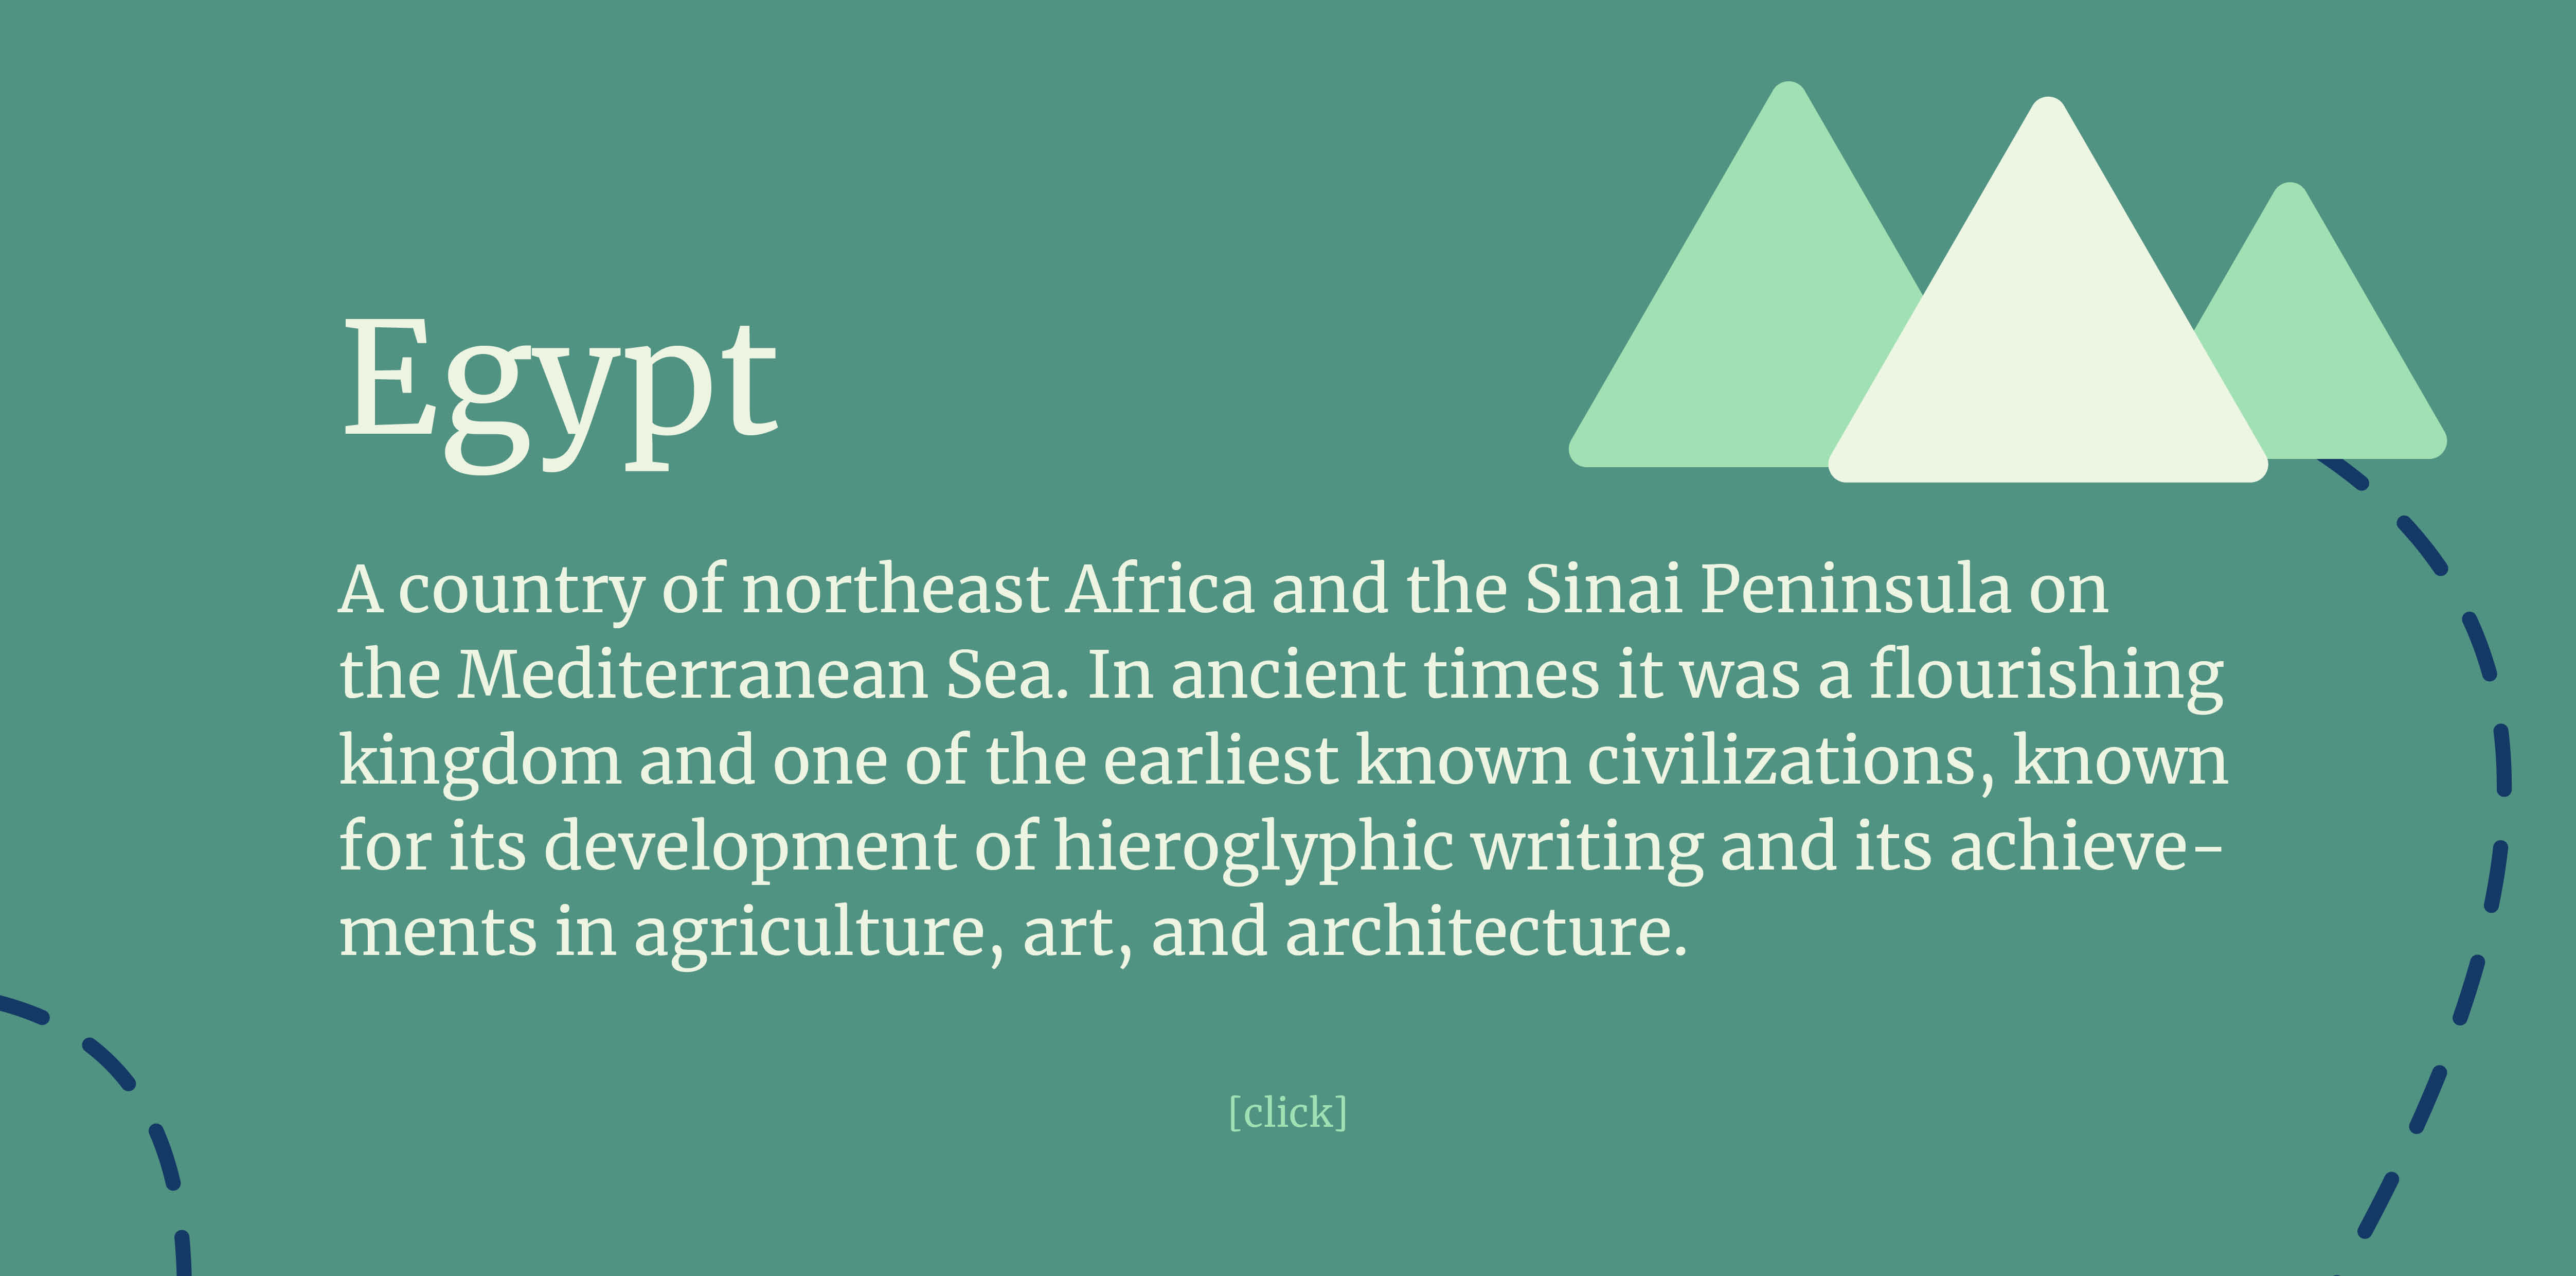 Egypt
A country of northeast Africa and the Sinai Peninsula on
the Mediterranean Sea. In ancient times it was a flourishing
kingdom and one of the earliest known civilizations, known
for its development of hieroglyphic writing and its achieve-
ments in agriculture, art, and architecture.
[click]